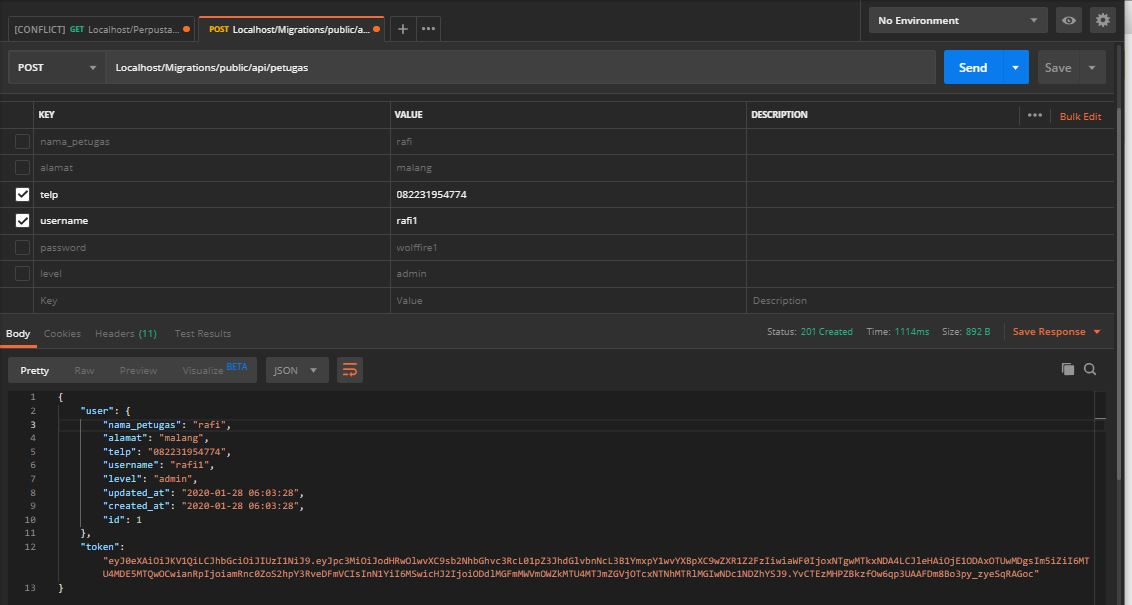 [CONFLICT] GET Localhost/Perpusta...
POST Localhost/Migrations/public/a...
No Environment
POST Localhost/Migrations/public/api/petugas Send Save
KEY VALUE DESCRIPTION Bulk Edit
nama_petugas rafi
alamat malang
telp 082231954774
username rafi1
password wolffire1
level admin
Key Value Description
Body Cookies Headers (11) Test Results Status: 201 Created Time: 1114ms Size: 892 B Save Response
Pretty Raw Preview Visualize BETA JSON
1 {
2 "user": {
3 "nama_petugas": "rafi",
4 "alamat": "malang",
5 "telp": "082231954774",
6 "username": "rafi1",
7 "level": "admin",
8 "updated_at": "2020-01-28 06:03:28",
9 "created_at": "2020-01-28 06:03:28",
10 "id": 1
11 },
12 "token":
13 }